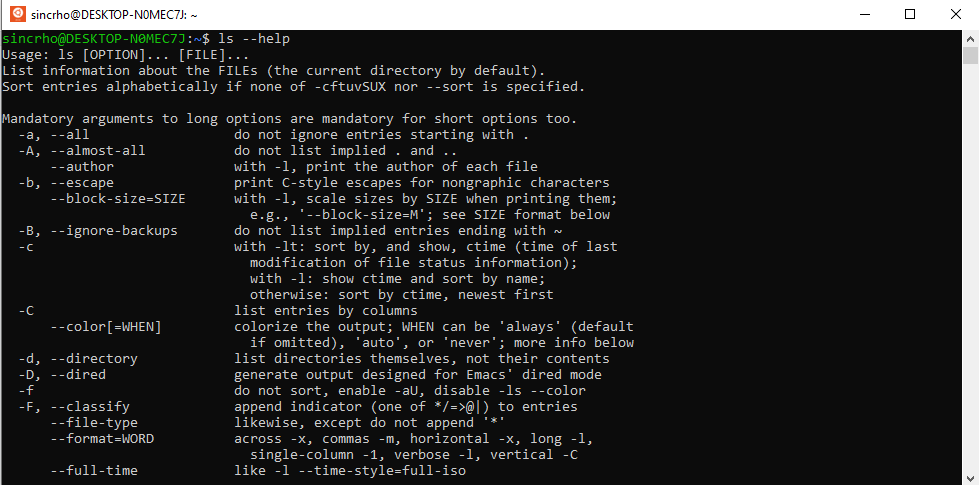 sincrho@DESKTOP-N0MEC7J: ~
sincrho@DESKTOP-N0MEC7J:~$ ls --help
Usage: ls [OPTION]... [FILE]...
List information about the FILEs (the current directory by default).
Sort entries alphabetically if none of -cftuvSUX nor --sort is specified.

Mandatory arguments to long options are mandatory for short options too.
  -a, --all                  do not ignore entries starting with .
  -A, --almost-all           do not list implied . and ..
      --author               with -l, print the author of each file
  -b, --escape               print C-style escapes for nongraphic characters
      --block-size=SIZE      with -l, scale sizes by SIZE when printing them;
                               e.g., '--block-size=M'; see SIZE format below
  -B, --ignore-backups       do not list implied entries ending with ~
  -c                         with -lt: sort by, and show, ctime (time of last
                               modification of file status information);
                               with -l: show ctime and sort by name;
                               otherwise: sort by ctime, newest first
  -C                         list entries by columns
      --color[=WHEN]         colorize the output; WHEN can be 'always' (default
                               if omitted), 'auto', or 'never'; more info below
  -d, --directory            list directories themselves, not their contents
  -D, --dired                generate output designed for Emacs' dired mode
  -f                         do not sort, enable -aU, disable -ls --color
  -F, --classify             append indicator (one of */=>@|) to entries
      --file-type            likewise, except do not append '*'
      --format=WORD          across -x, commas -m, horizontal -x, long -l,
                               single-column -1, verbose -l, vertical -C
      --full-time            like -l --time-style=full-iso